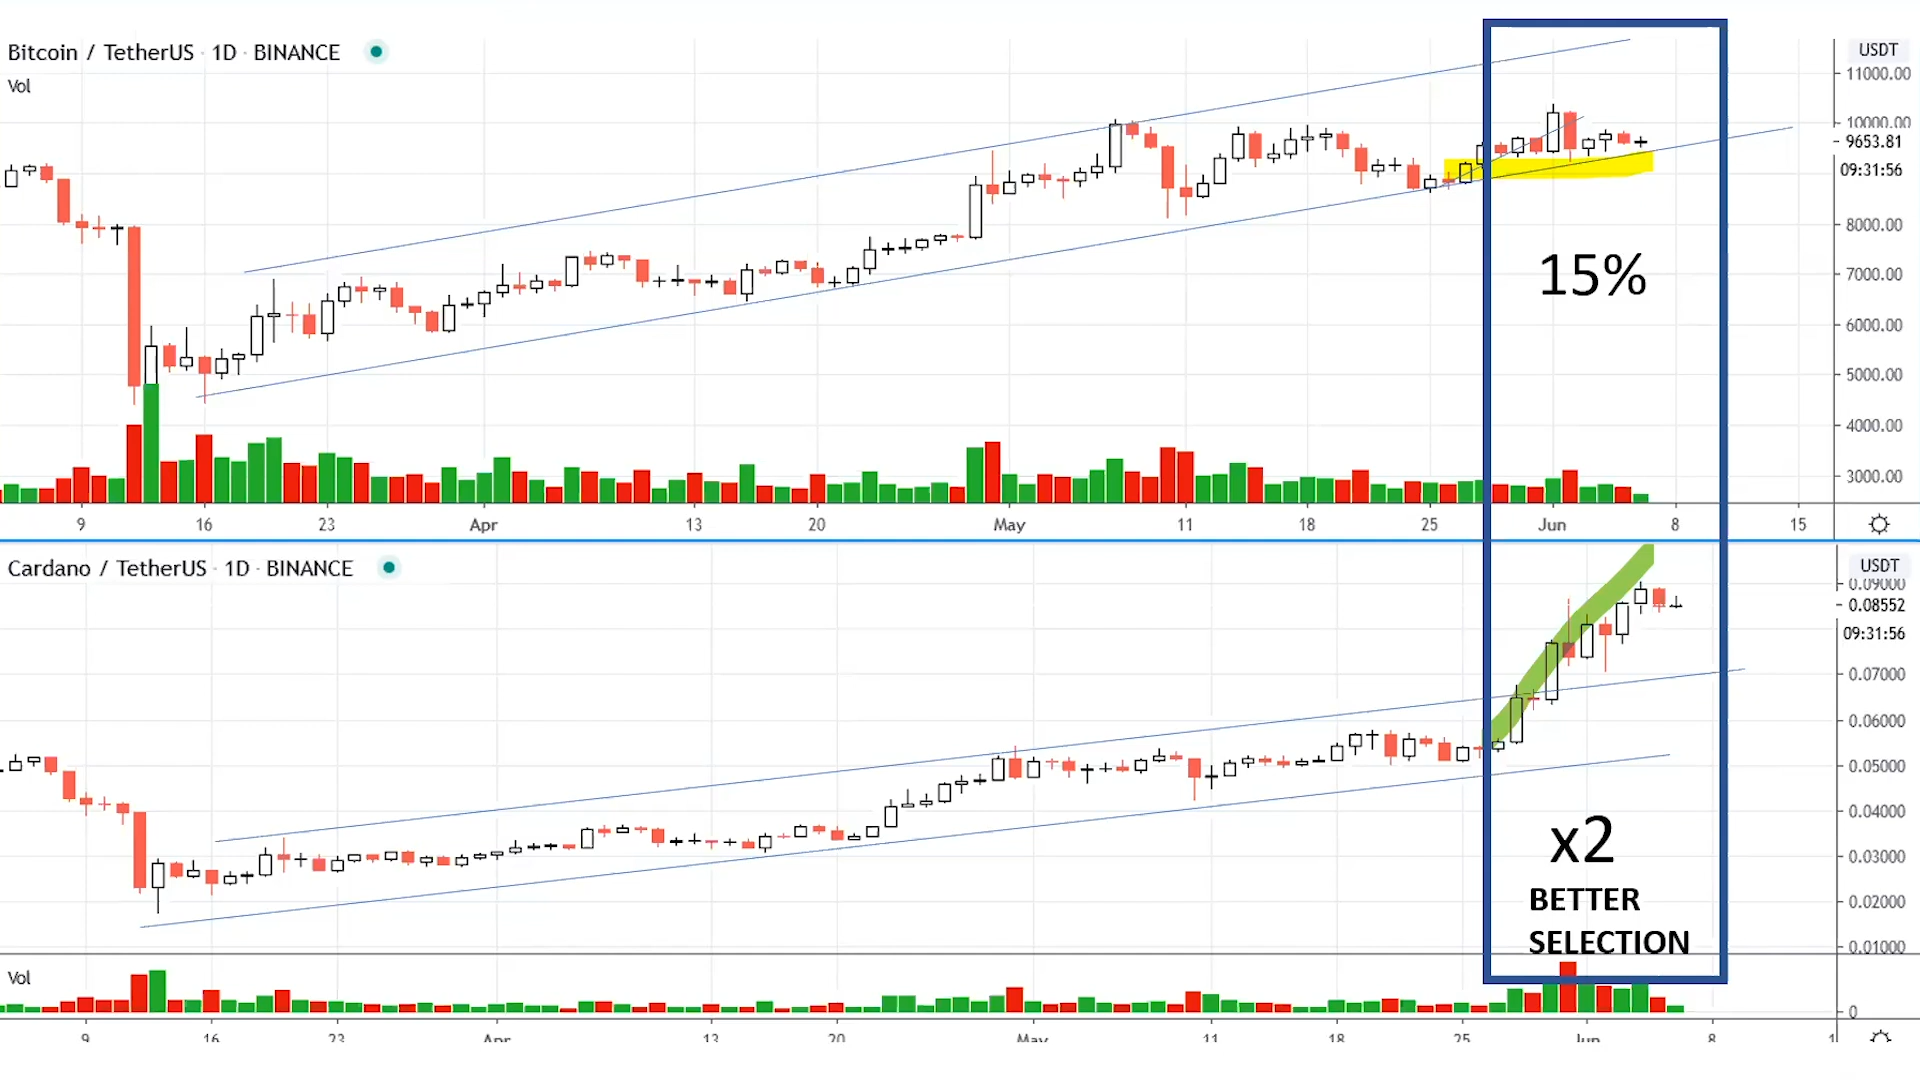 Bitcoin / TetherUS · 1D · BINANCE
Vol
USDT
11000.00
10000.00
9653.81
09:31:56
8000.00
7000.00
6000.00
5000.00
4000.00
3000.00
15%
9 16 23 Apr 13 20 May 11 18 25 Jun 8 15
Cardano / TetherUS · 1D · BINANCE
USDT
0.09000
0.08552
09:31:56
0.07000
0.06000
0.05000
0.04000
0.03000
0.02000
0.01000
x2
BETTER
SELECTION
Vol
0
9 16 23 Apr 13 20 May 11 18 25 Jun 8 1